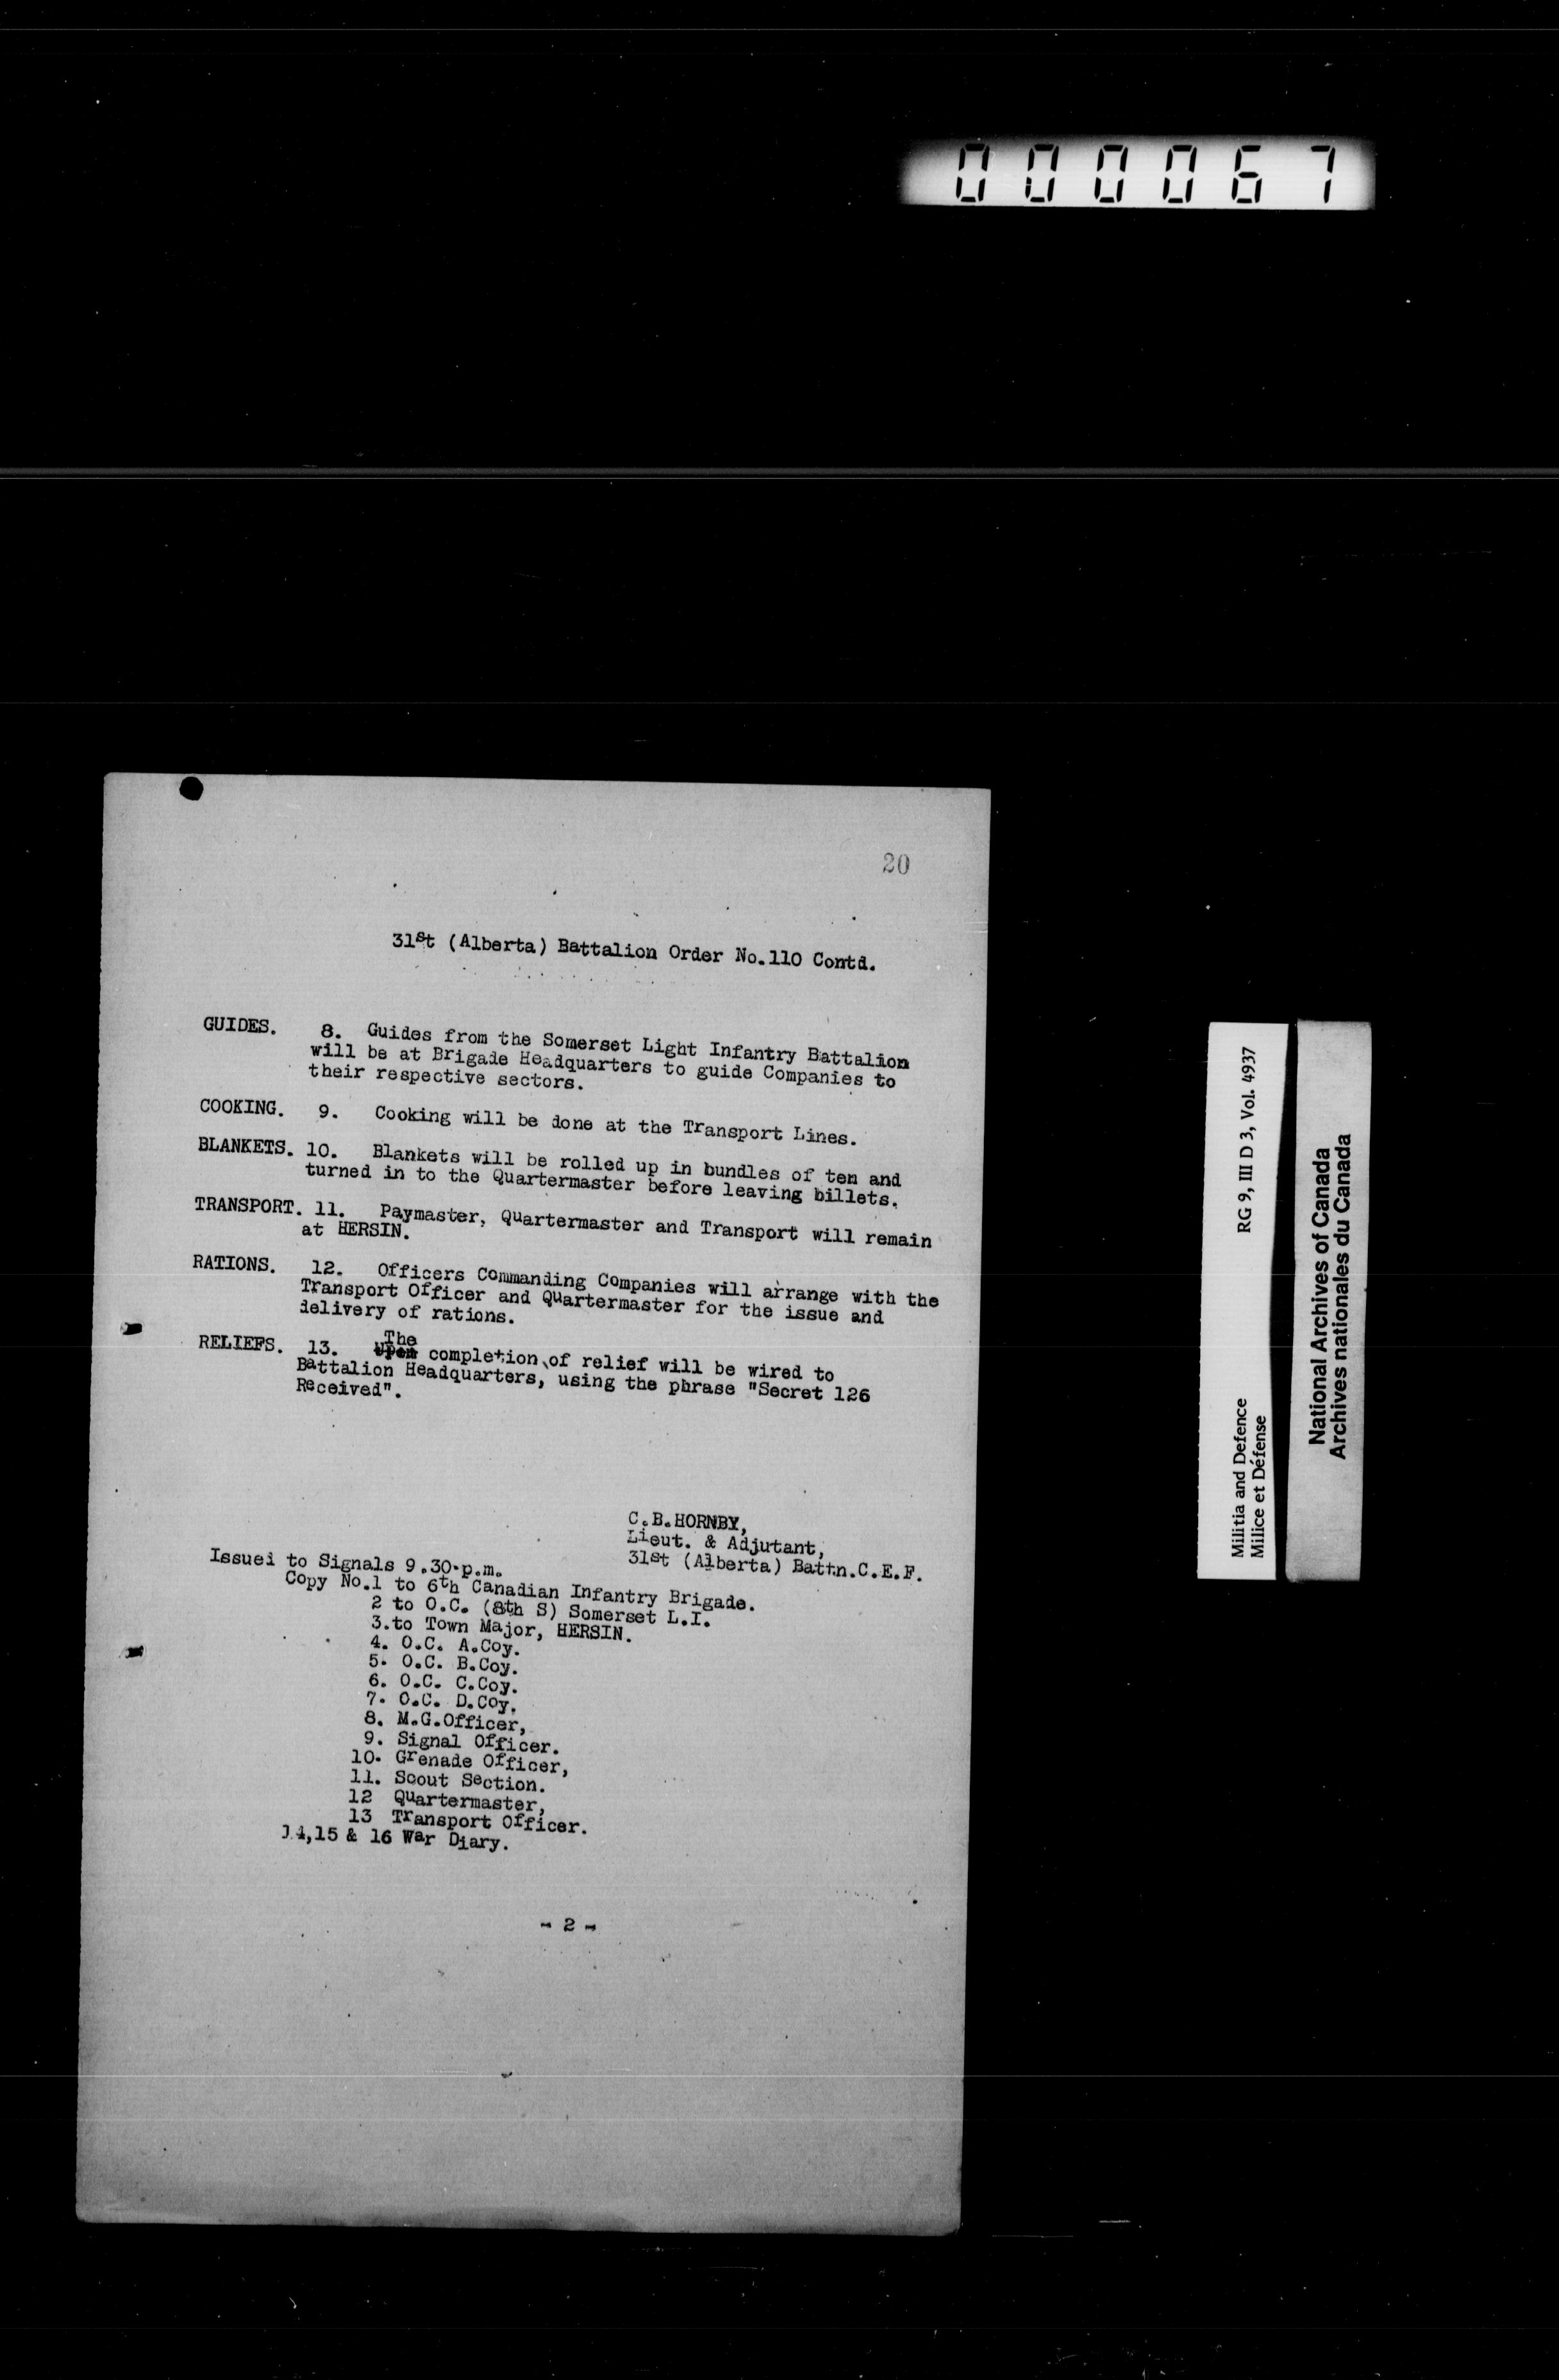 000067
20
31st (Alberta) Battalion Order No.110 Contd.
GUIDES. 8. Guides from the Somerset Light Infantry Battalion
will be at Brigade Headquarters to guide Companies to
their respective sectors.
COOKING. 9. Cooking will be done at the Transport Lines.
BLANKETS. 10. Blankets will be rolled up in bundles of ten and
turned in to the Quartermaster before leaving billets.
TRANSPORT. 11. Paymaster, Quartermaster and Transport will remain
at HERSIN.
RATIONS. 12. Officers Commanding Companies will arrange with the
Transport Officer and Quartermaster for the issue and
delivery of rations.
The
RELIEFS. 13. Upon completion of relief will be wired to
Battalion Headquarters, using the phrase "Secret 126
Received".
C.B.HORNBY,
Lieut. & Adjutant,
31st (Alberta) Battn.C.E.F.
Issued to Signals 9.30.p.m.
Copy No.1 to 6th Canadian Infantry Brigade.
2 to O.C. (8th S) Somerset L.I.
3.to Town Major, HERSIN.
4. O.C. A.Coy.
5. O.C. B.Coy.
6. O.C. C.Coy.
7. O.C. D.Coy.
8. M.G.Officer,
9. Signal Officer.
10. Grenade Officer,
11. Scout Section.
12 Quartermaster,
13 Transport Officer.
14,15 & 16 War Diary.
- 2 -
Militia and Defence RG 9, III D 3, Vol. 4937
Milice et Défense
National Archives of Canada
Archives nationales du Canada